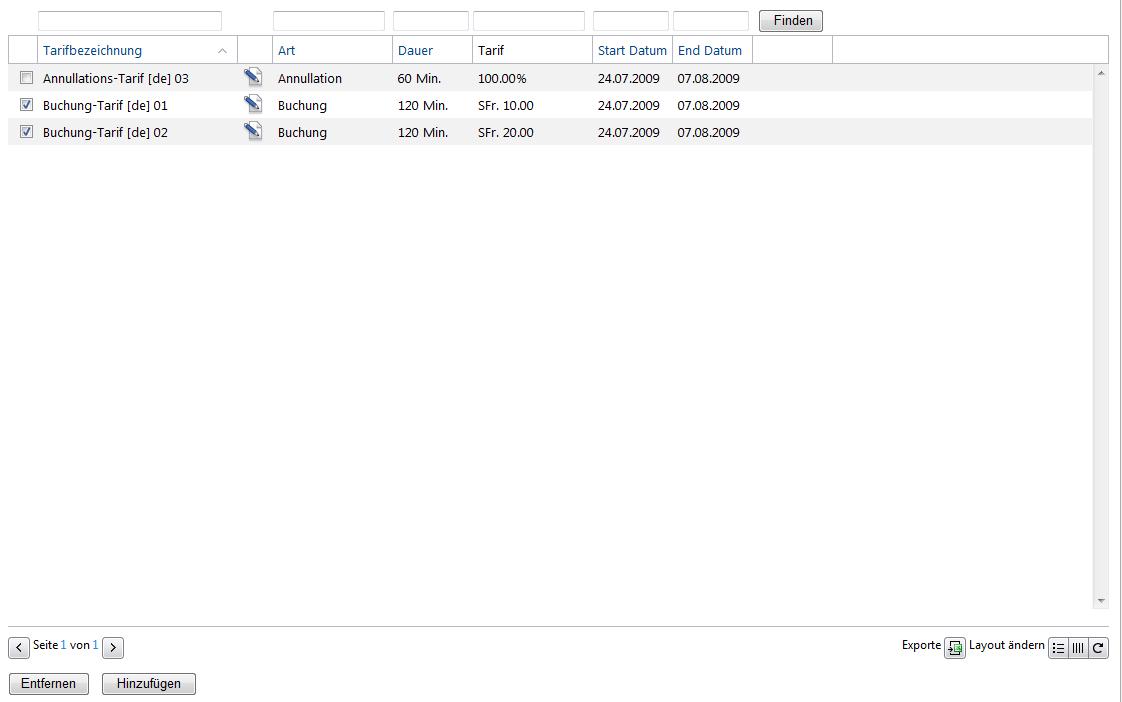 Finden
Tarifbezeichnung Art Dauer Tarif Start Datum End Datum
Annullations-Tarif [de] 03 Annullation 60 Min. 100.00% 24.07.2009 07.08.2009
Buchung-Tarif [de] 01 Buchung 120 Min. SFr. 10.00 24.07.2009 07.08.2009
Buchung-Tarif [de] 02 Buchung 120 Min. SFr. 20.00 24.07.2009 07.08.2009
Seite 1 von 1 Exporte Layout ändern
Entfernen Hinzufügen